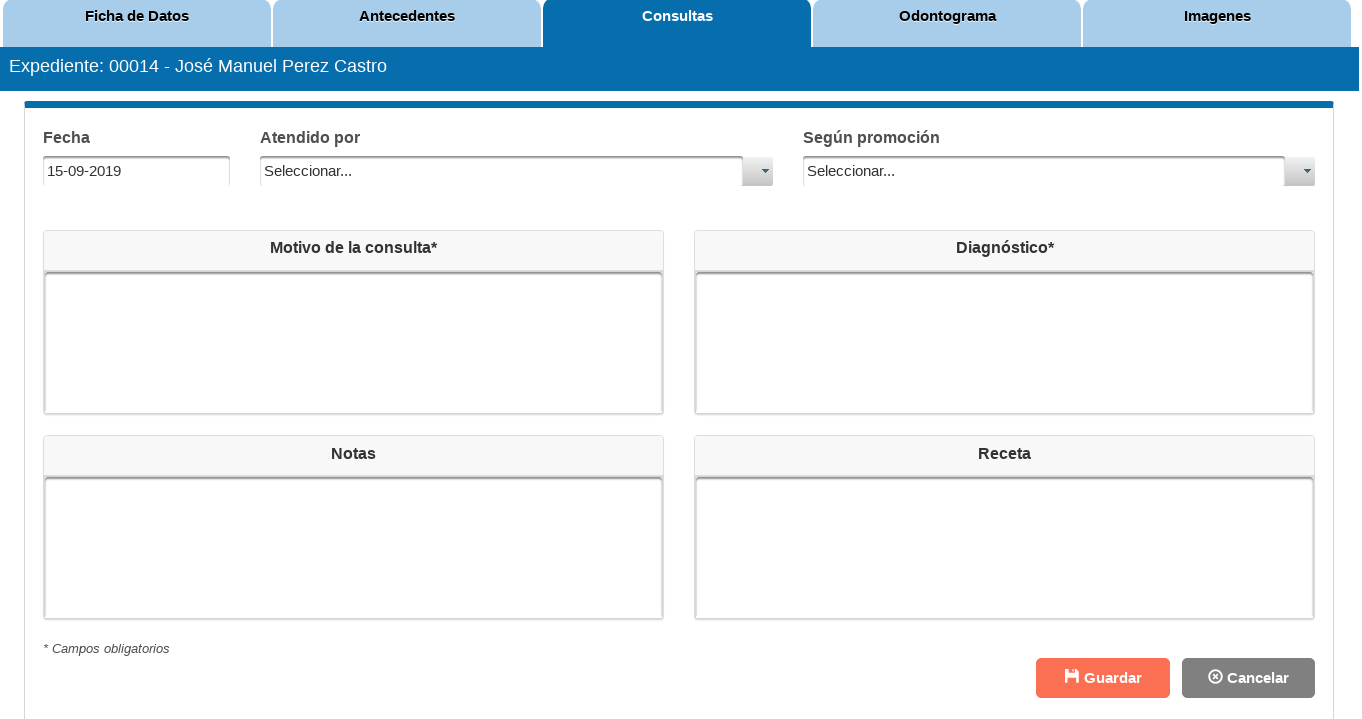 Ficha de Datos Antecedentes Consultas Odontograma Imagenes
Expediente: 00014 - José Manuel Perez Castro
Fecha Atendido por Según promoción
15-09-2019 Seleccionar... Seleccionar...
Motivo de la consulta* Diagnóstico*
Notas Receta
* Campos obligatorios
Guardar Cancelar